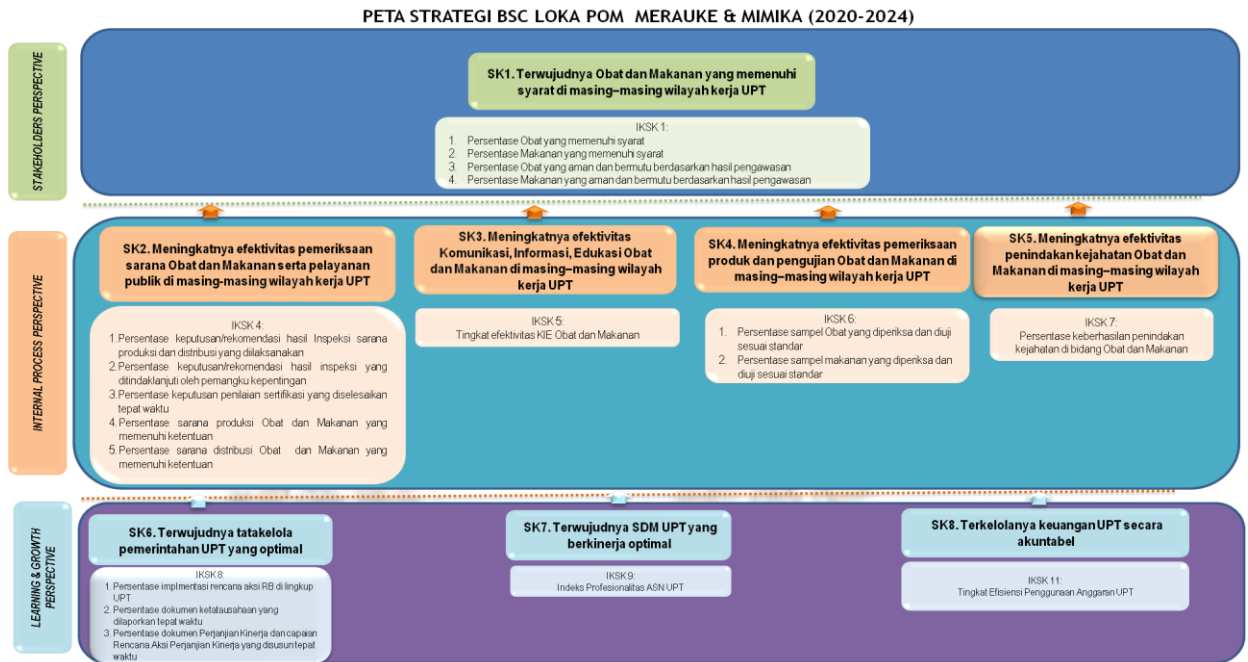 PETA STRATEGI BSC LOKA POM MERAUKE & MIMIKA (2020-2024)
STAKEHOLDERS PERSPECTIVE
SK1. Terwujudnya Obat dan Makanan yang memenuhi
syarat di masing–masing wilayah kerja UPT
IKSK 1:
1. Persentase Obat yang memenuhi syarat
2. Persentase Makanan yang memenuhi syarat
3. Persentase Obat yang aman dan bermutu berdasarkan hasil pengawasan
4. Persentase Makanan yang aman dan bermutu berdasarkan hasil pengawasan
INTERNAL PROCESS PERSPECTIVE
SK2. Meningkatnya efektivitas pemeriksaan
sarana Obat dan Makanan serta pelayanan
publik di masing-masing wilayah kerja UPT
IKSK 4:
1. Persentase keputusan/rekomendasi hasil Inspeksi sarana
produksi dan distribusi yang dilaksanakan
2. Persentase keputusan/rekomendasi hasil inspeksi yang
ditindaklanjuti oleh pemangku kepentingan
3. Persentase keputusan penilaian sertifikasi yang diselesaikan
tepat waktu
4. Persentase sarana produksi Obat dan Makanan yang
memenuhi ketentuan
5. Persentase sarana distribusi Obat dan Makanan yang
memenuhi ketentuan
SK3. Meningkatnya efektivitas
Komunikasi, Informasi, Edukasi Obat
dan Makanan di masing–masing wilayah
kerja UPT
IKSK 5:
Tingkat efektivitas KIE Obat dan Makanan
SK4. Meningkatnya efektivitas pemeriksaan
produk dan pengujian Obat dan Makanan di
masing–masing wilayah kerja UPT
IKSK 6:
1. Persentase sampel Obat yang diperiksa dan diuji
sesuai standar
2. Persentase sampel makanan yang diperiksa dan
diuji sesuai standar
SK5. Meningkatnya efektivitas
penindakan kejahatan Obat dan
Makanan di masing–masing wilayah
kerja UPT
IKSK 7:
Persentase keberhasilan penindakan
kejahatan di bidang Obat dan Makanan
LEARNING & GROWTH
PERSPECTIVE
SK6. Terwujudnya tatakelola
pemerintahan UPT yang optimal
IKSK 8:
1. Persentase implmentasi rencana aksi RB di lingkup
UPT
2. Persentase dokumen ketatausahaan yang
dilaporkan tepat waktu
3. Persentase dokumen Perjanjian Kinerja dan capaian
Rencana Aksi Perjanjian Kinerja yang disusun tepat
waktu
SK7. Terwujudnya SDM UPT yang
berkinerja optimal
IKSK 9:
Indeks Profesionalitas ASN UPT
SK8. Terkelolanya keuangan UPT secara
akuntabel
IKSK 11:
Tingkat Efisiensi Penggunaan Anggaran UPT